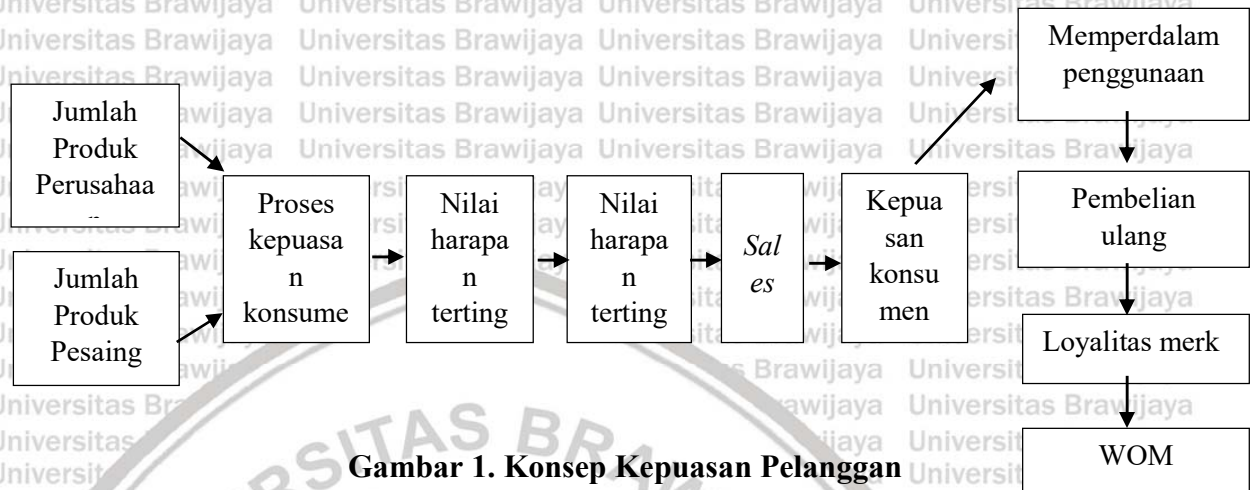 Jumlah
Produk
Perusahaa
Jumlah
Produk
Pesaing
Proses
kepuasa
n
konsume
Nilai
harapa
n
terting
Nilai
harapa
n
terting
Sal
es
Kepua
san
konsu
men
Memperdalam
penggunaan
Pembelian
ulang
Loyalitas merk
WOM
Gambar 1. Konsep Kepuasan Pelanggan